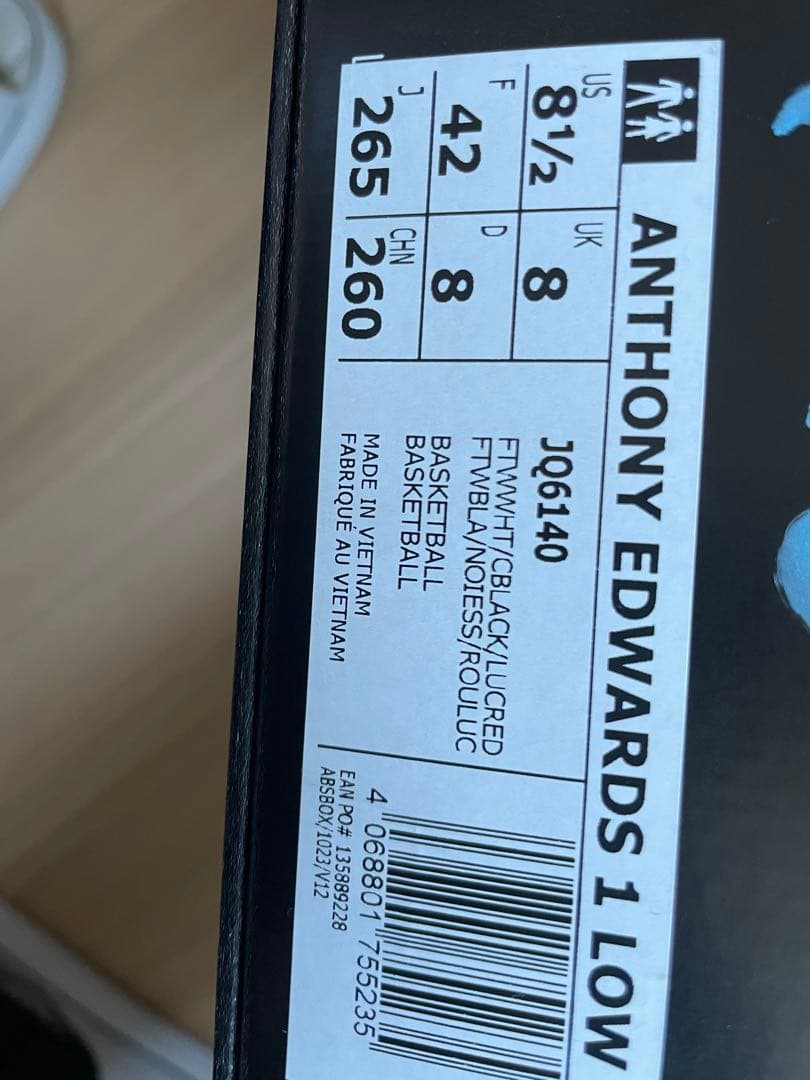 ANTHONY EDWARDS 1 LOW
US
8½
UK
8
F
42
D
8
J
265
CHN
260
JQ6140
FTWWHT/CBLACK/LUCRED
FTWBLA/NOIESS/ROULUC
BASKETBALL
BASKETBALL
MADE IN VIETNAM
FABRIQUÉ AU VIETNAM
4 068801 755235
EAN PO# 135889228
ABSBOX/1023/V12